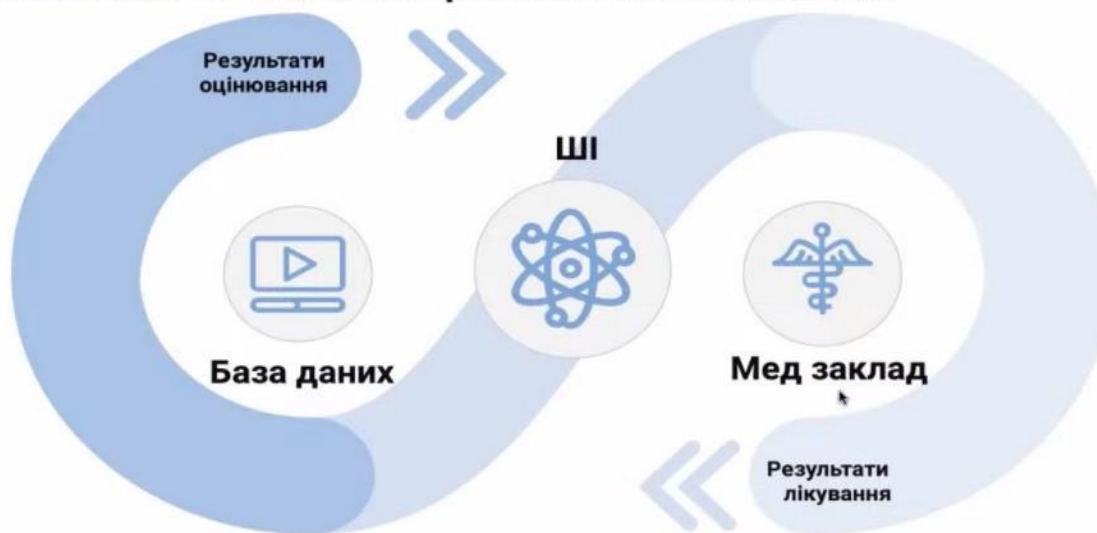 Результати
оцінювання
ШІ
База даних
Мед заклад
Результати
лікування